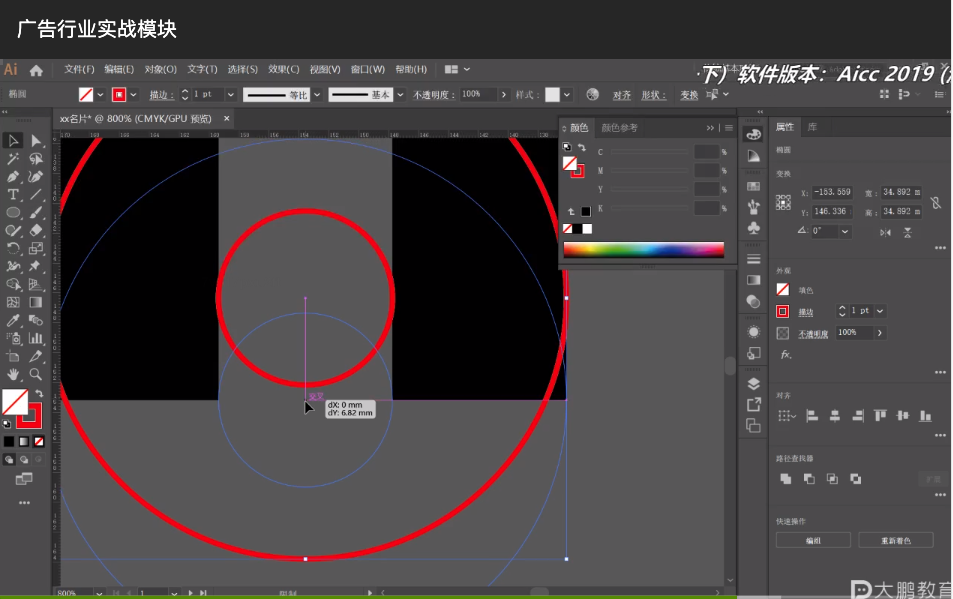 广告行业实战模块
Ai 文件(F) 编辑(E) 对象(O) 文字(T) 选择(S) 效果(C) 视图(V) 窗口(W) 帮助(H)
·下）软件版本：Aicc 2019 (
椭圆 描边： 1 pt 等比 基本 不透明度： 100% 样式： 对齐 形状： 变换
xx名片* @ 800% (CMYK/GPU 预览) ×
颜色 颜色参考
C %
M %
Y %
K %
属性 库
椭圆
变换
X: -153.559 宽: 34.892 m
Y: 146.336 高: 34.892 m
0°
外观
填色
描边 1 pt
不透明度 100%
fx.
对齐
路径查找器
快速操作
编组 重新着色
交叉
dX: 0 mm
dY: 6.82 mm
800% 1
大鹏教育